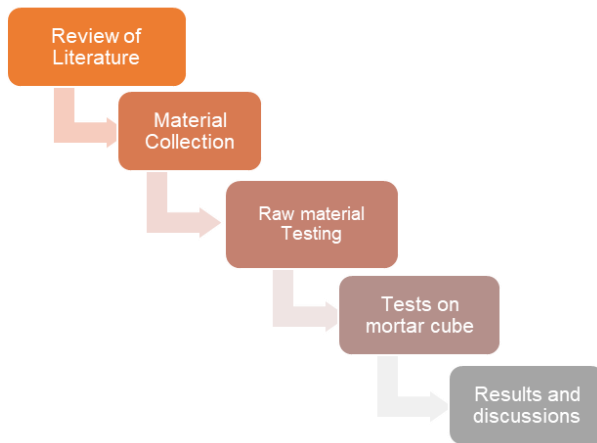 Review of
Literature
Material
Collection
Raw material
Testing
Tests on
mortar cube
Results and
discussions